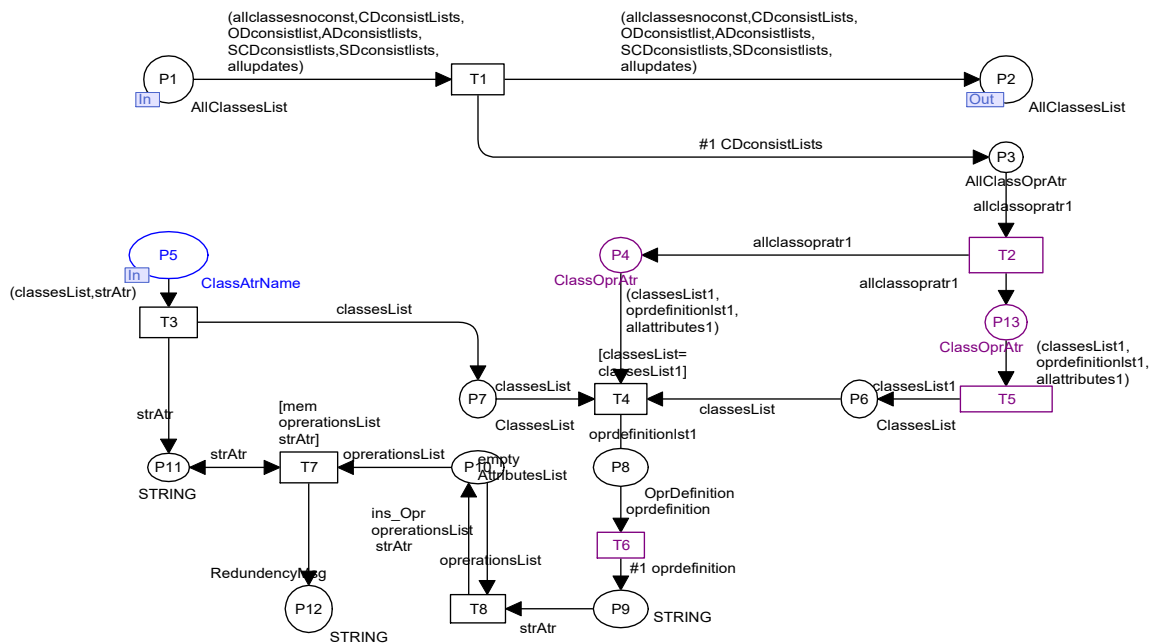 (allclassesnoconst,CDconsistLists,
ODconsistlist,ADconsistlists,
SCDconsistlists,SDconsistlists,
allupdates)
(allclassesnoconst,CDconsistLists,
ODconsistlist,ADconsistlists,
SCDconsistlists,SDconsistlists,
allupdates)
P1
In
AllClassesList
T1
P2
Out
AllClassesList
#1 CDconsistLists
P3
AllClassOprAtr
allclassopratr1
P5
In
ClassAtrName
(classesList,strAtr)
P4
ClassOprAtr
allclassopratr1
T2
allclassopratr1
(classesList1,
oprdefinitionlst1,
allattributes1)
P13
ClassOprAtr
(classesList1,
oprdefinitionlst1,
allattributes1)
T3
classesList
[classesList=
classesList1]
P7
ClassesList
classesList
T4
classesList
P6
ClassesList
classesList1
T5
strAtr
[mem
oprerationsList
strAtr]
oprdefinitionlst1
P11
STRING
strAtr
T7
oprerationsList
P10
empty
AttributesList
P8
OprDefinition
oprdefinition
ins_Opr
oprerationsList
strAtr
oprerationsList
T6
#1 oprdefinition
RedundencyMsg
P12
STRING
T8
strAtr
P9
STRING